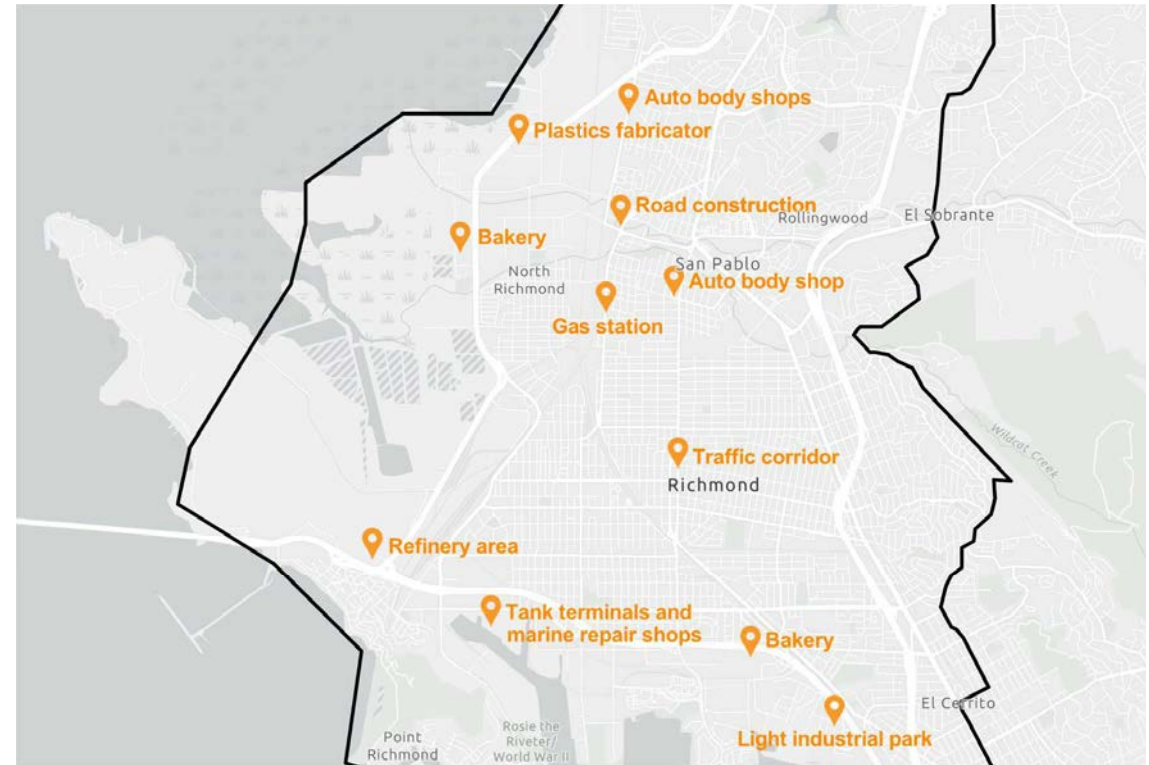 Auto body shops
Plastics fabricator
Road construction
Rollingwood
El Sobrante
Bakery
North
Richmond
San Pablo
Auto body shop
Gas station
Wildcat Creek
Traffic corridor
Richmond
Refinery area
Tank terminals and
marine repair shops
Bakery
El Cerrito
Light industrial park
Point
Richmond
Rosie the
Riveter/
World War II